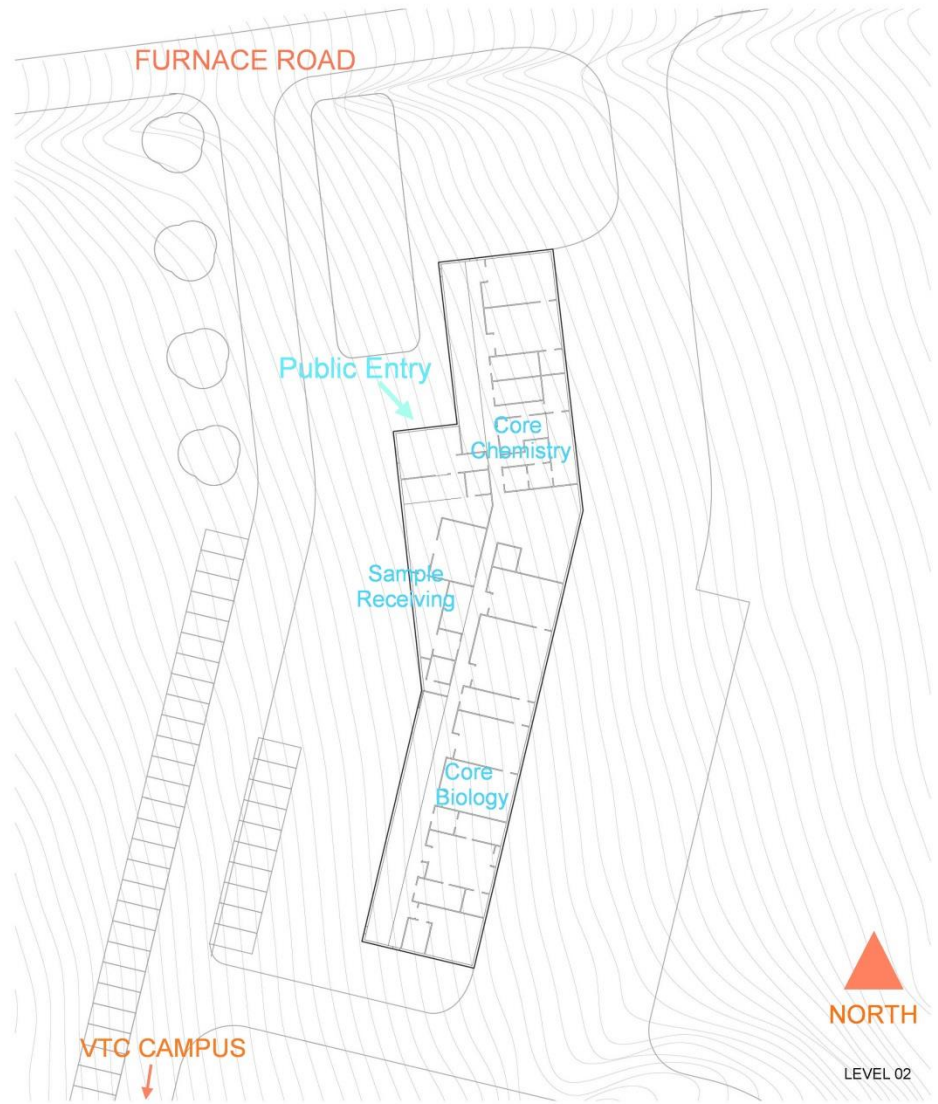 FURNACE ROAD
Public Entry
Core
Chemistry
Sample
Receiving
Core
Biology
NORTH
VTC CAMPUS
LEVEL 02